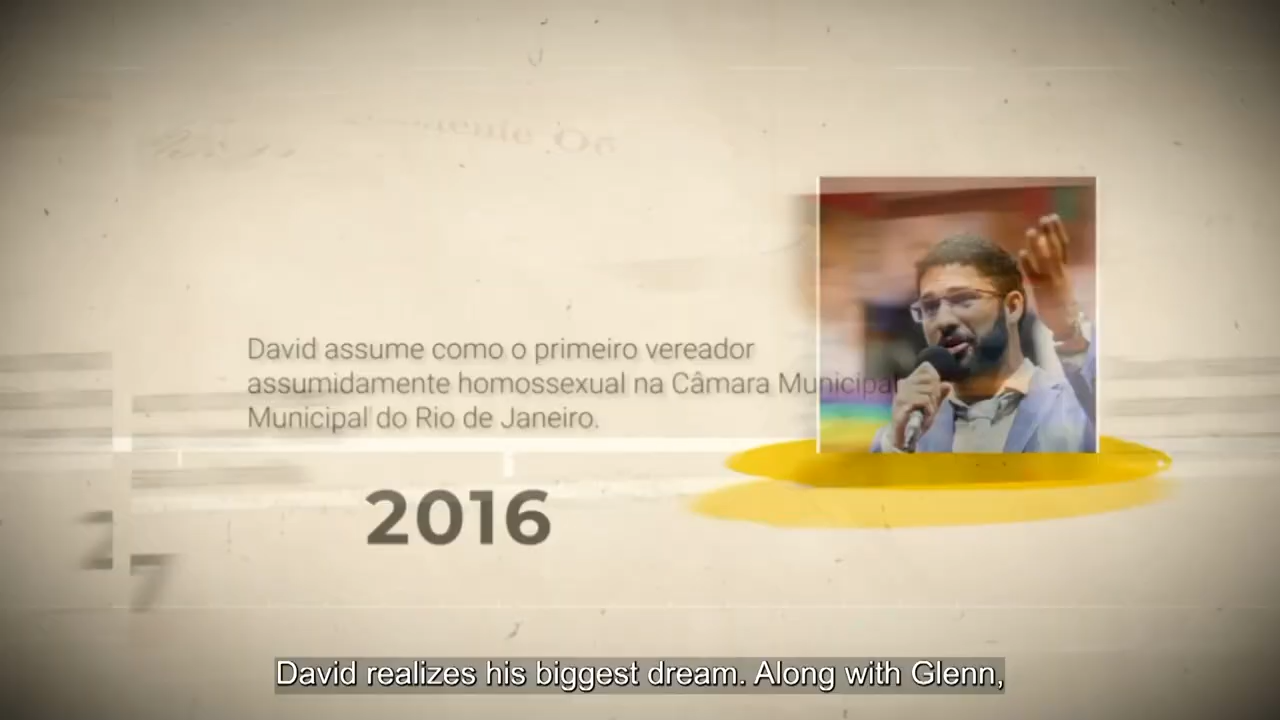 David assume como o primeiro vereador
assumidamente homossexual na Câmara Municipal
Municipal do Rio de Janeiro.
2016
David realizes his biggest dream. Along with Glenn,